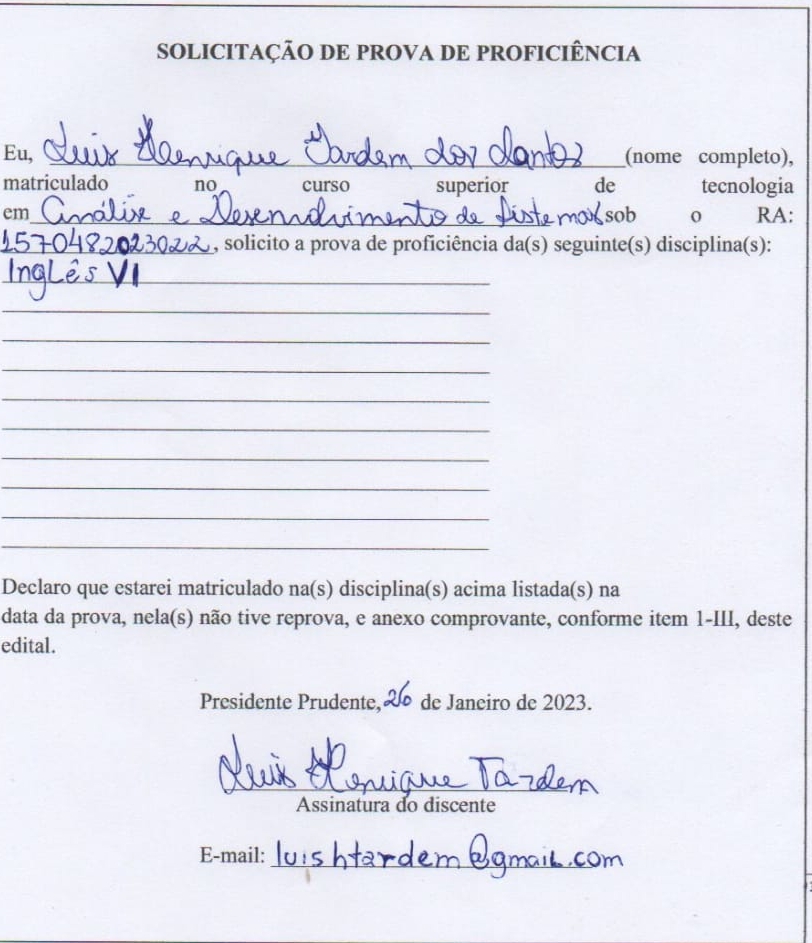 SOLICITAÇÃO DE PROVA DE PROFICIÊNCIA
Eu, Luis Henrique Tardem dos Santos (nome completo),
matriculado no curso superior de tecnologia
em Análise e Desenvolvimento de Sistemas sob o RA:
1570482023022, solicito a prova de proficiência da(s) seguinte(s) disciplina(s):
Inglês VI
Declaro que estarei matriculado na(s) disciplina(s) acima listada(s) na
data da prova, nela(s) não tive reprova, e anexo comprovante, conforme item 1-III, deste
edital.
Presidente Prudente, 26 de Janeiro de 2023.
Luis Henrique Tardem
Assinatura do discente
E-mail: luishtardem@gmail.com